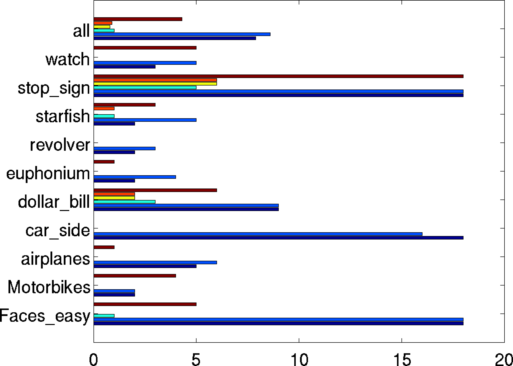 all
watch
stop_sign
starfish
revolver
euphonium
dollar_bill
car_side
airplanes
Motorbikes
Faces_easy
0 5 10 15 20